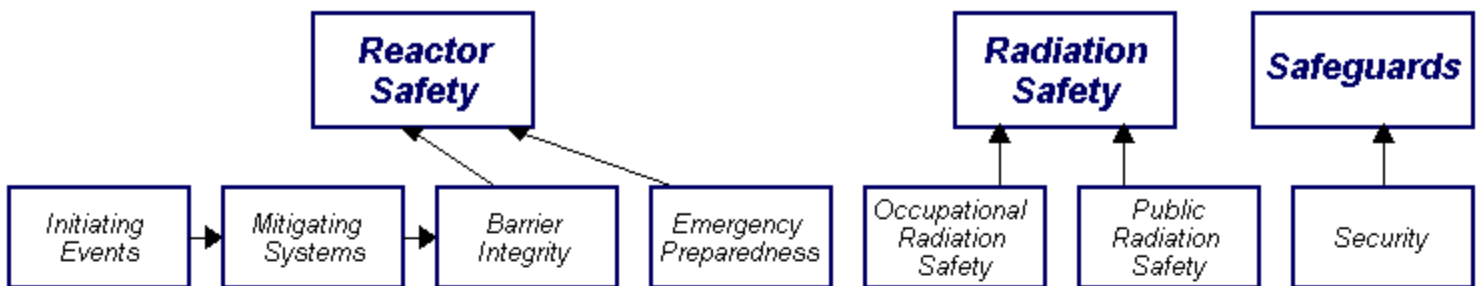 Reactor
Safety
Radiation
Safety
Safeguards
Initiating
Events
Mitigating
Systems
Barrier
Integrity
Emergency
Preparedness
Occupational
Radiation
Safety
Public
Radiation
Safety
Security